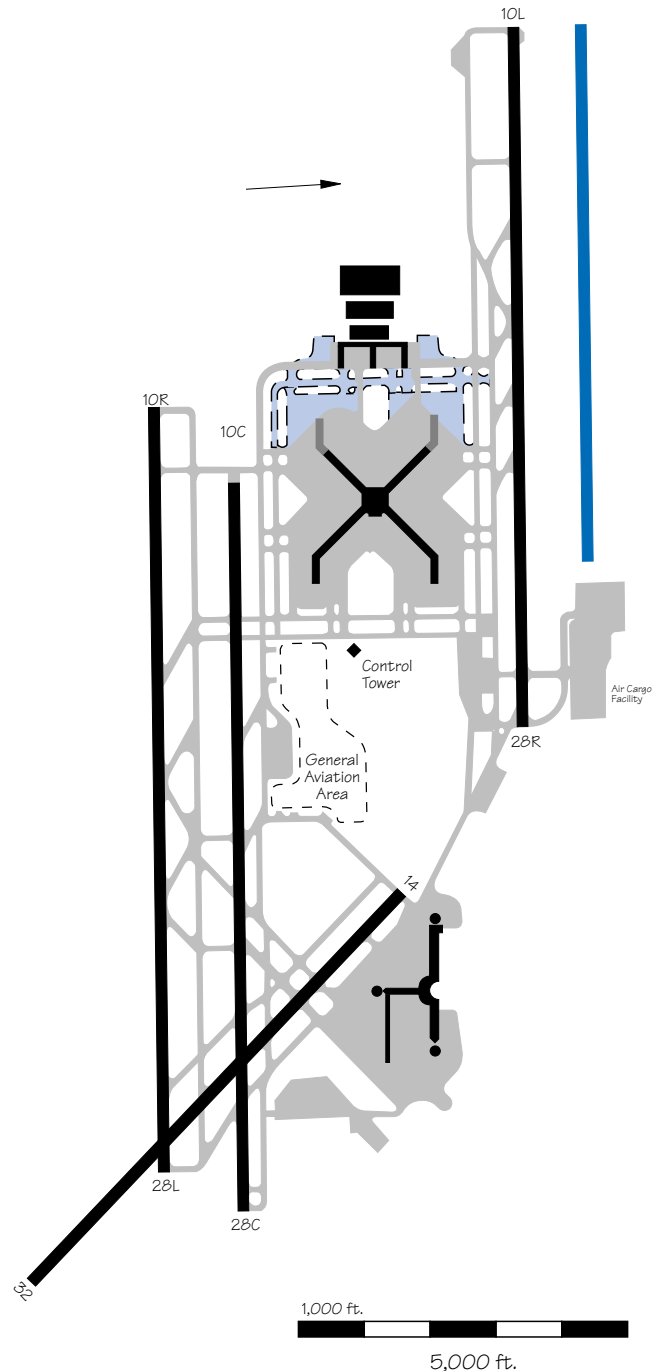 10L
10R
10C
Control
Tower
Air Cargo
Facility
28R
General
Aviation
Area
14
28L
28C
32
1,000 ft.
5,000 ft.